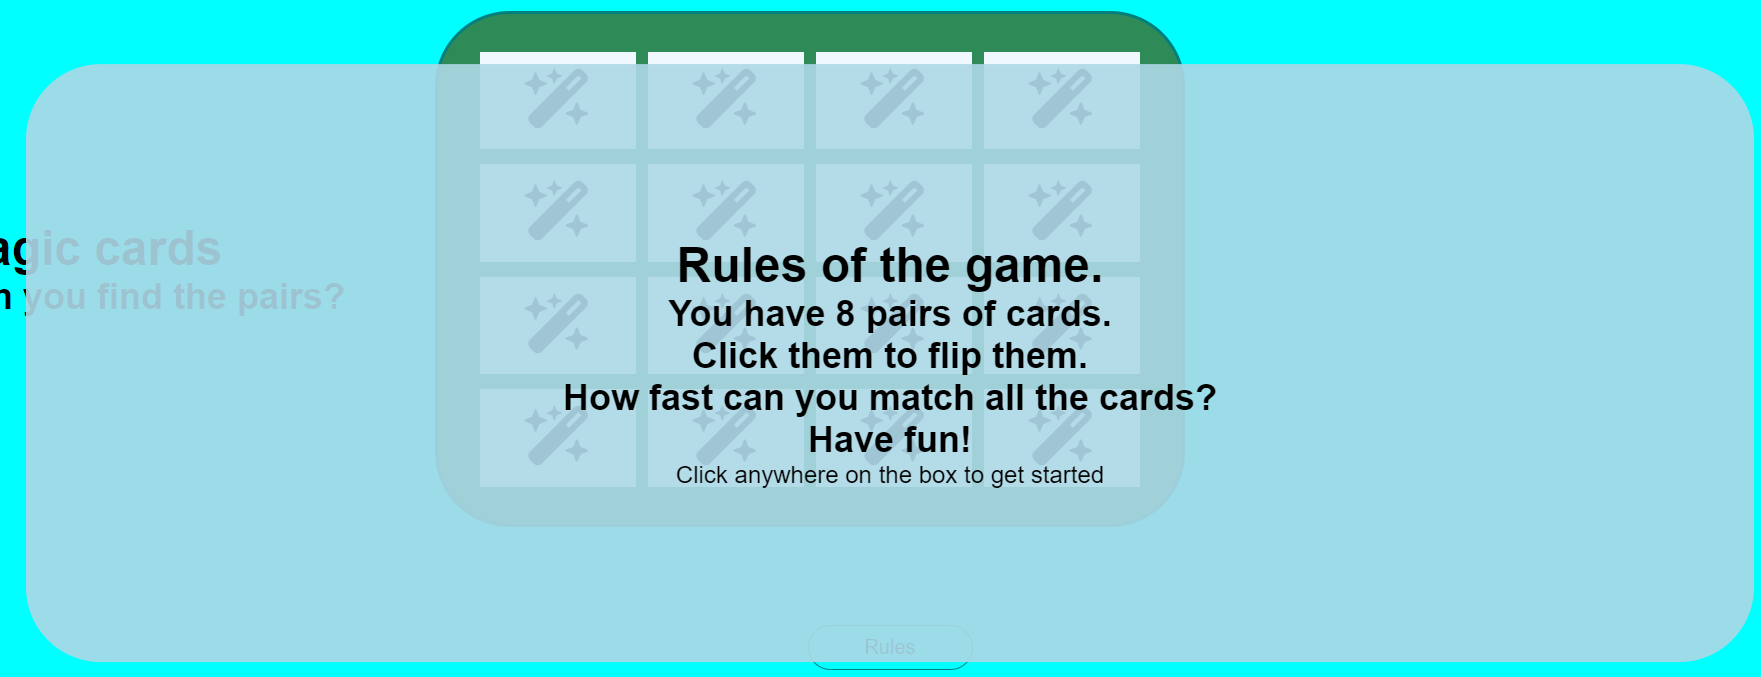 agic cards
n you find the pairs?
Rules of the game.
You have 8 pairs of cards.
Click them to flip them.
How fast can you match all the cards?
Have fun!
Click anywhere on the box to get started
Rules